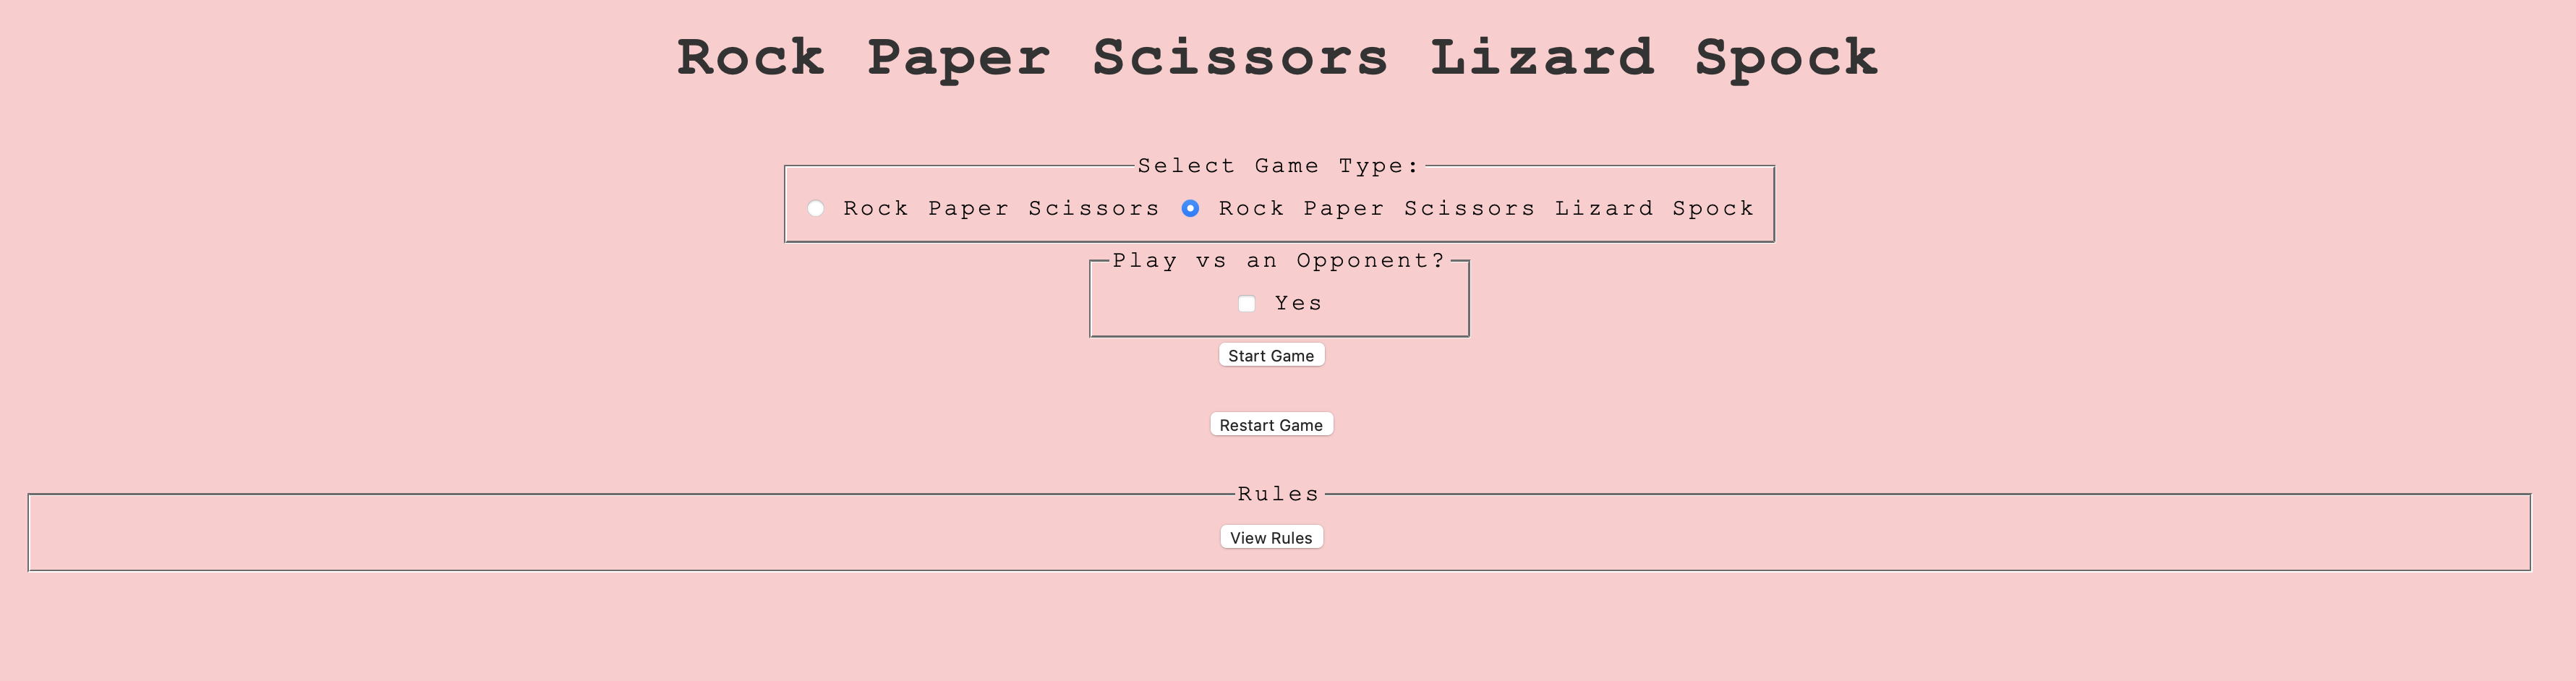 Rock Paper Scissors Lizard Spock
Select Game Type:
Rock Paper Scissors Rock Paper Scissors Lizard Spock
Play vs an Opponent?
Yes
Start Game
Restart Game
Rules
View Rules